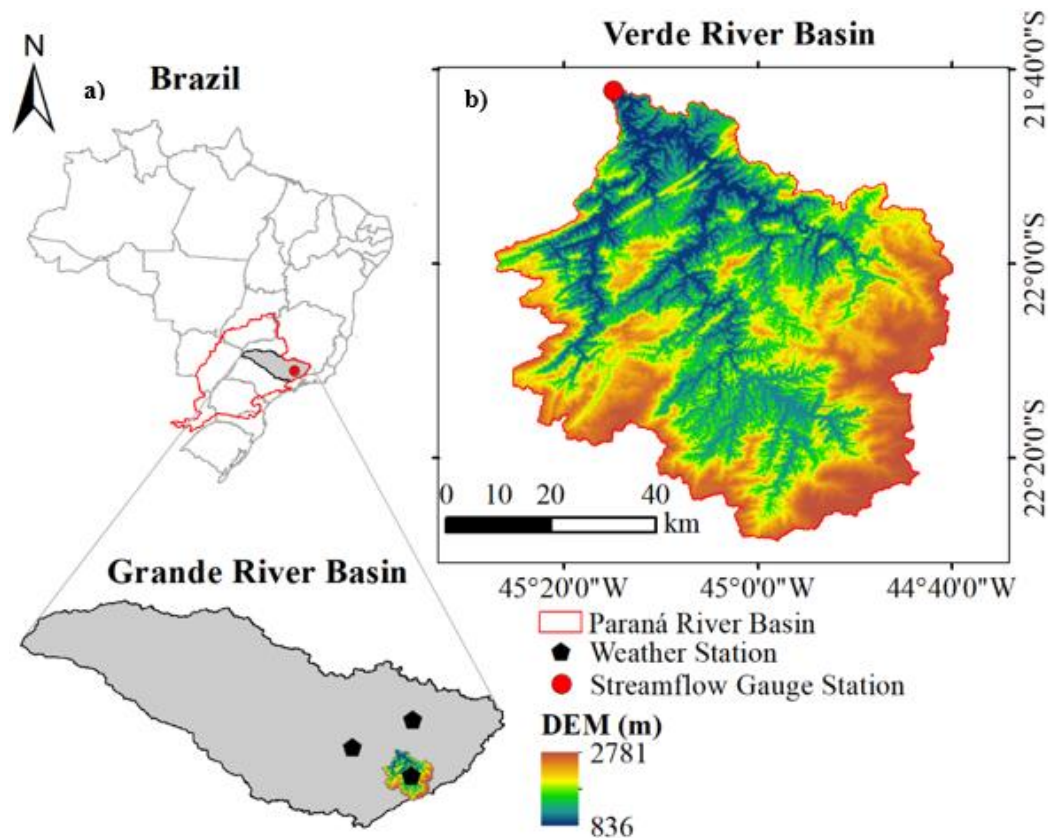 N
Brazil
a)
Verde River Basin
b)
21°40'0"S
22°0'0"S
22°20'0"S
0 10 20 40
km
45°20'0"W 45°0'0"W 44°40'0"W
Grande River Basin
Paraná River Basin
Weather Station
Streamflow Gauge Station
DEM (m)
2781
836